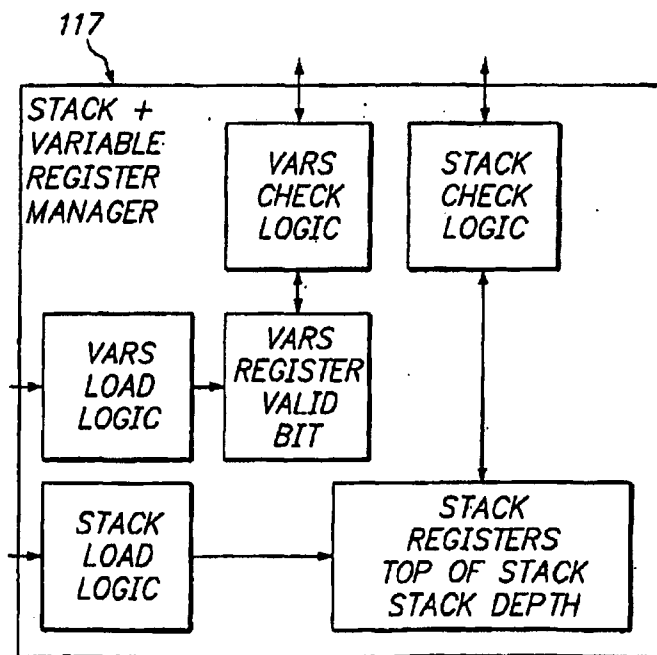 117
STACK +
VARIABLE
REGISTER
MANAGER
VARS
CHECK
LOGIC
STACK
CHECK
LOGIC
VARS
LOAD
LOGIC
VARS
REGISTER
VALID
BIT
STACK
LOAD
LOGIC
STACK
REGISTERS
TOP OF STACK
STACK DEPTH